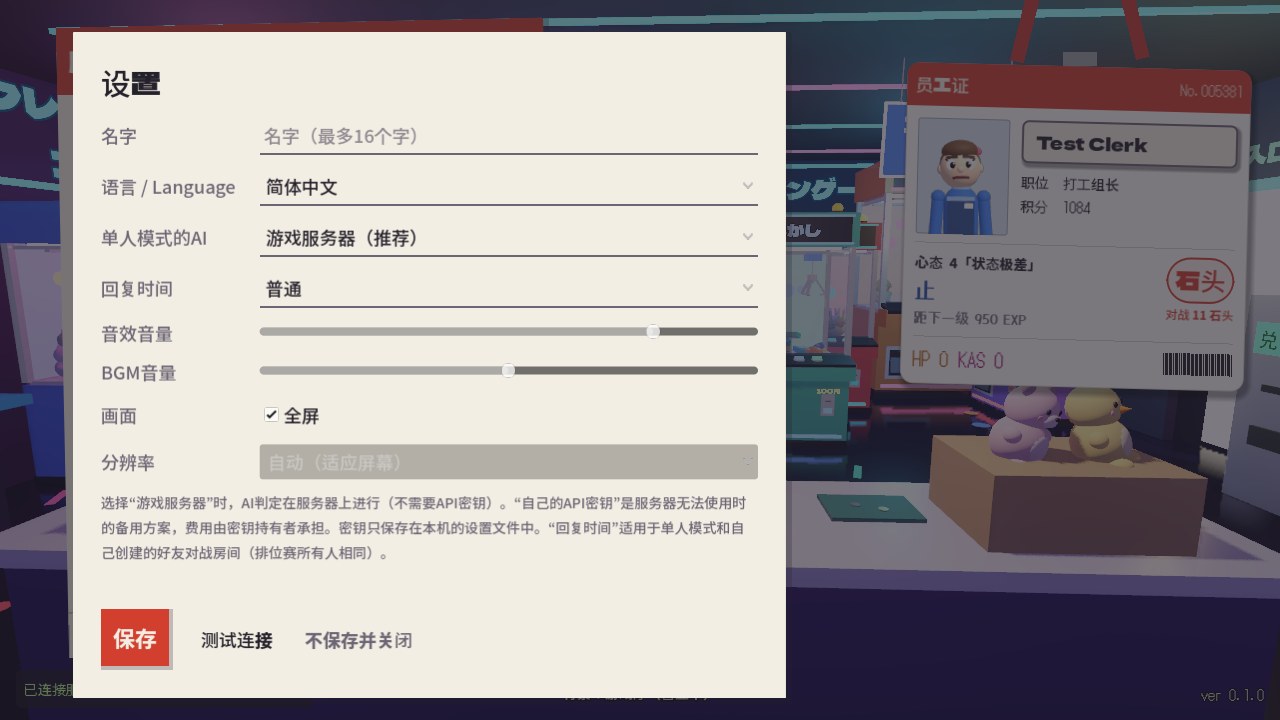 设置
名字 名字（最多16个字）
语言 / Language 简体中文
单人模式的AI 游戏服务器（推荐）
回复时间 普通
音效音量
BGM音量
画面 全屏
分辨率 自动（适应屏幕）
选择“游戏服务器”时，AI判定在服务器上进行（不需要API密钥）。“自己的API密钥”是服务器无法使用时
的备用方案，费用由密钥持有者承担。密钥只保存在本机的设置文件中。“回复时间”适用于单人模式和自
己创建的好友对战房间（排位赛所有人相同）。
保存 测试连接 不保存并关闭
员工证 No. 005381
Test Clerk
职位 打工组长
积分 1084
心态 4「状态极差」
止
距下一级 950 EXP
石头
对战 11 石头
HP 0 KAS 0
兑
已连接
ver 0.1.0